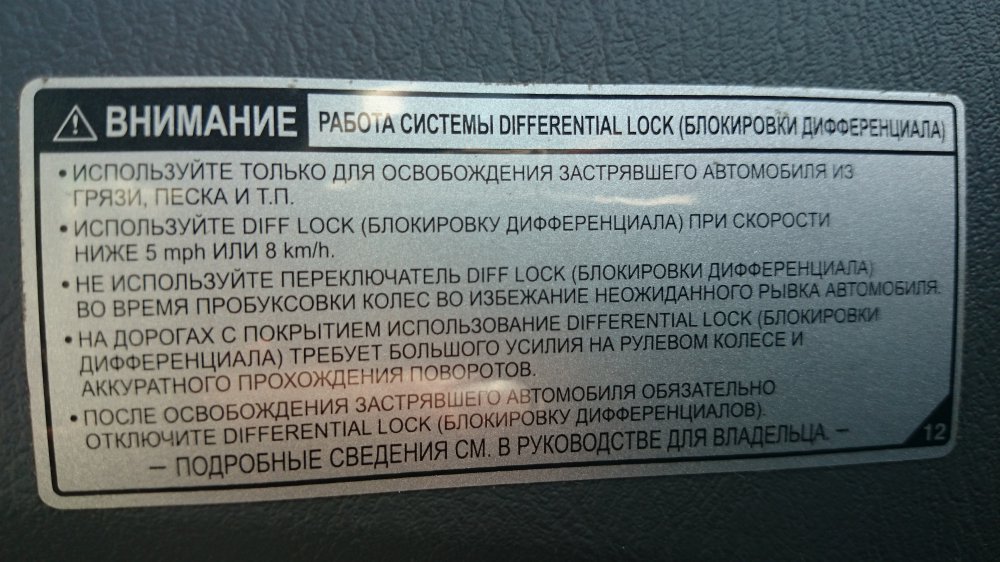 ⚠ ВНИМАНИЕ РАБОТА СИСТЕМЫ DIFFERENTIAL LOCK (БЛОКИРОВКИ ДИФФЕРЕНЦИАЛА)
• ИСПОЛЬЗУЙТЕ ТОЛЬКО ДЛЯ ОСВОБОЖДЕНИЯ ЗАСТРЯВШЕГО АВТОМОБИЛЯ ИЗ
ГРЯЗИ, ПЕСКА И Т.П.
• ИСПОЛЬЗУЙТЕ DIFF LOCK (БЛОКИРОВКУ ДИФФЕРЕНЦИАЛА) ПРИ СКОРОСТИ
НИЖЕ 5 mph ИЛИ 8 km/h.
• НЕ ИСПОЛЬЗУЙТЕ ПЕРЕКЛЮЧАТЕЛЬ DIFF LOCK (БЛОКИРОВКИ ДИФФЕРЕНЦИАЛА)
ВО ВРЕМЯ ПРОБУКСОВКИ КОЛЕС ВО ИЗБЕЖАНИЕ НЕОЖИДАННОГО РЫВКА АВТОМОБИЛЯ.
• НА ДОРОГАХ С ПОКРЫТИЕМ ИСПОЛЬЗОВАНИЕ DIFFERENTIAL LOCK (БЛОКИРОВКИ
ДИФФЕРЕНЦИАЛА) ТРЕБУЕТ БОЛЬШОГО УСИЛИЯ НА РУЛЕВОМ КОЛЕСЕ И
АККУРАТНОГО ПРОХОЖДЕНИЯ ПОВОРОТОВ.
• ПОСЛЕ ОСВОБОЖДЕНИЯ ЗАСТРЯВШЕГО АВТОМОБИЛЯ ОБЯЗАТЕЛЬНО
ОТКЛЮЧИТЕ DIFFERENTIAL LOCK (БЛОКИРОВКУ ДИФФЕРЕНЦИАЛОВ).
– ПОДРОБНЫЕ СВЕДЕНИЯ СМ. В РУКОВОДСТВЕ ДЛЯ ВЛАДЕЛЬЦА. –
12